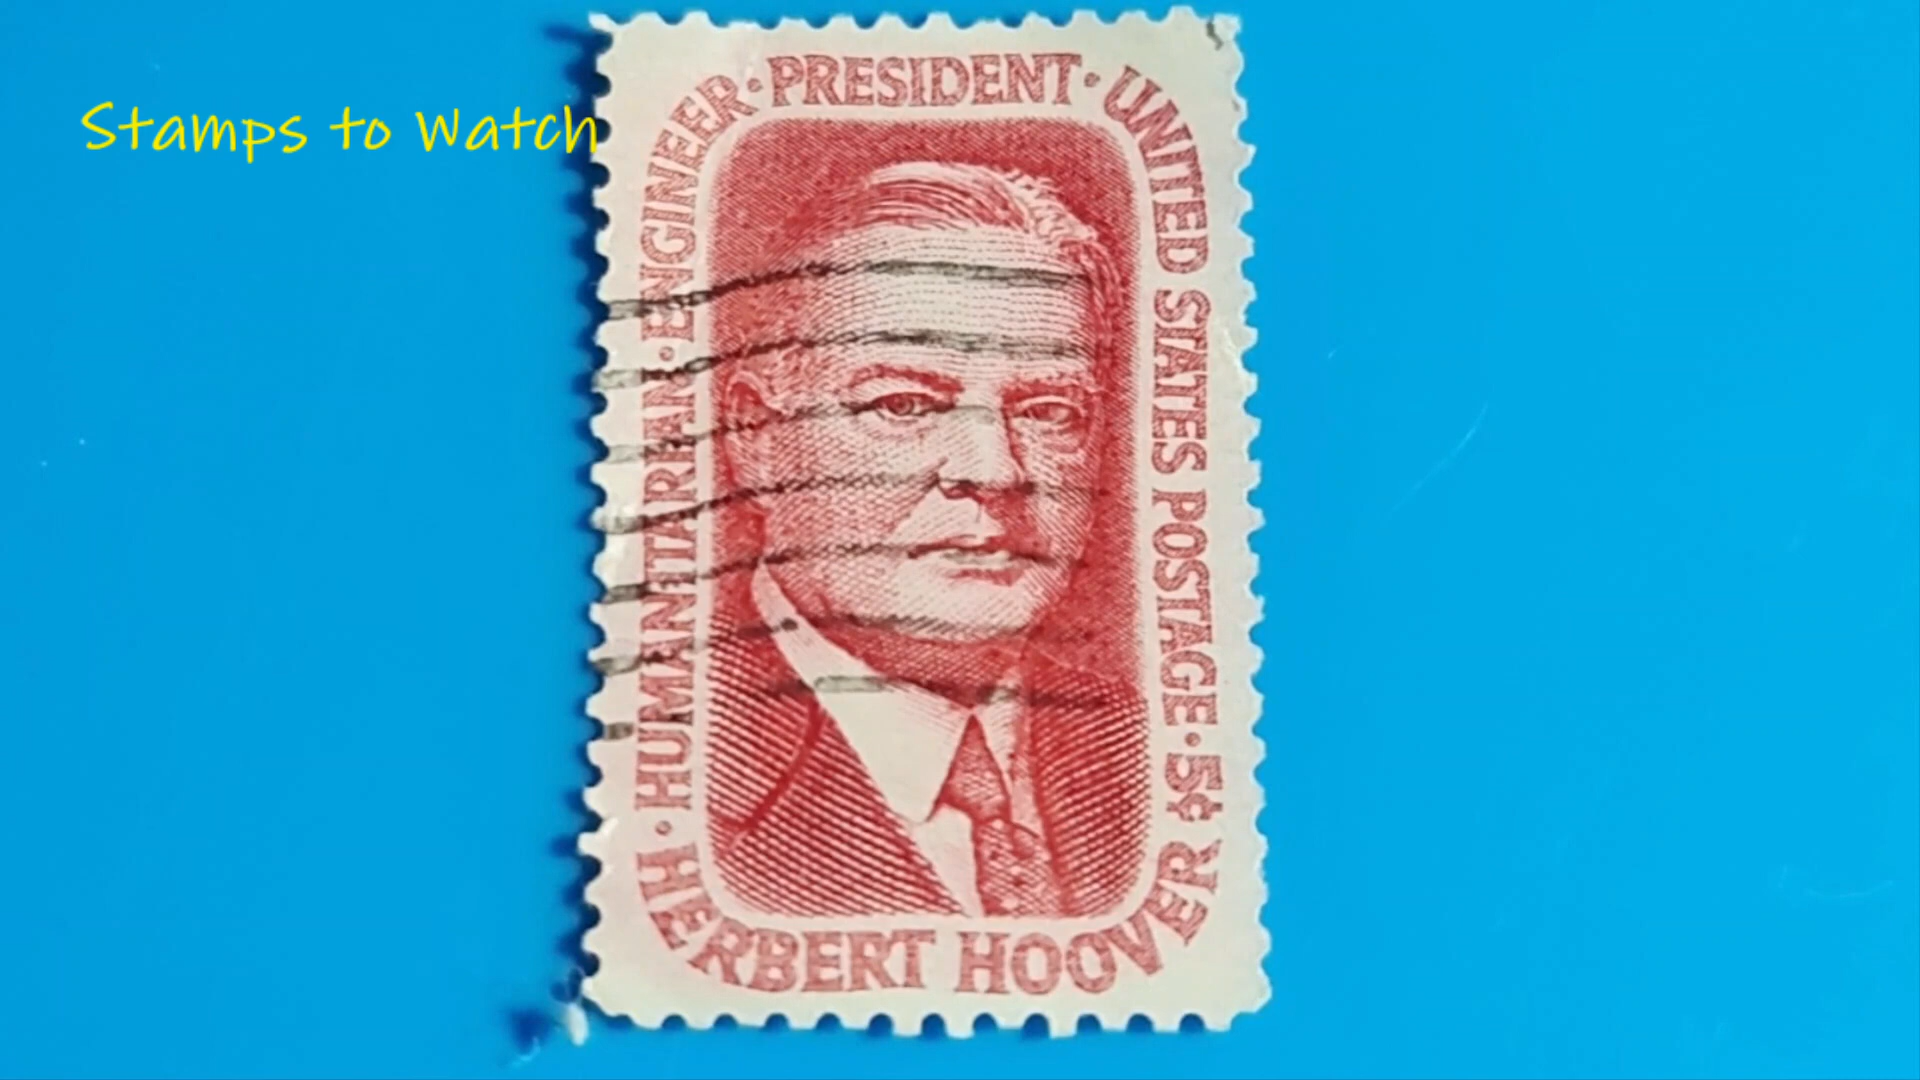 Stamps to Watch
HUMANITARIAN · ENGINEER · PRESIDENT · UNITED STATES POSTAGE · 5¢
HERBERT HOOVER